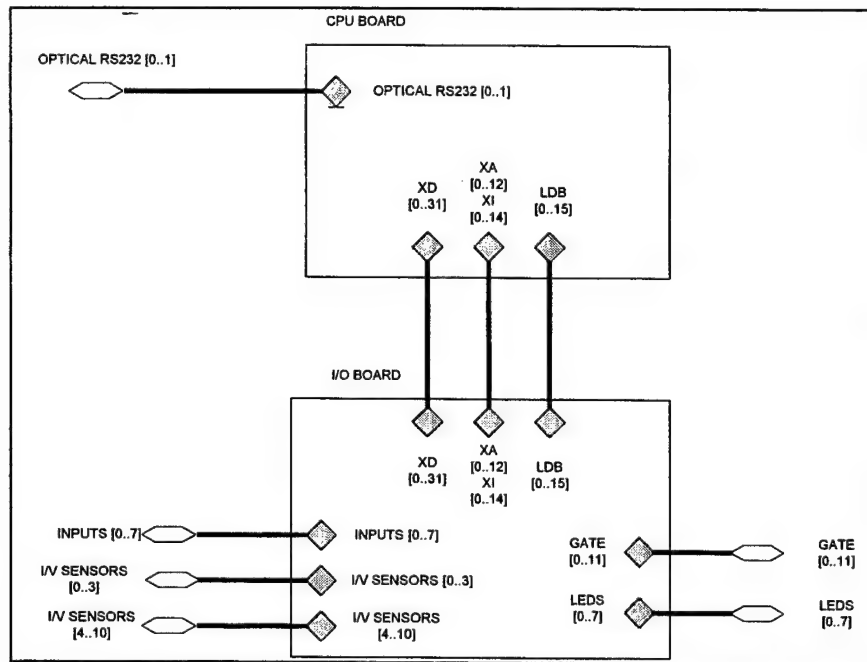 CPU BOARD
OPTICAL RS232 [0..1]
OPTICAL RS232 [0..1]
XD
[0..31]
XA
[0..12]
XI
[0..14]
LDB
[0..15]
I/O BOARD
XD
[0..31]
XA
[0..12]
XI
[0..14]
LDB
[0..15]
INPUTS [0..7]
INPUTS [0..7]
I/V SENSORS
[0..3]
I/V SENSORS [0..3]
I/V SENSORS
[4..10]
I/V SENSORS
[4..10]
GATE
[0..11]
GATE
[0..11]
LEDS
[0..7]
LEDS
[0..7]